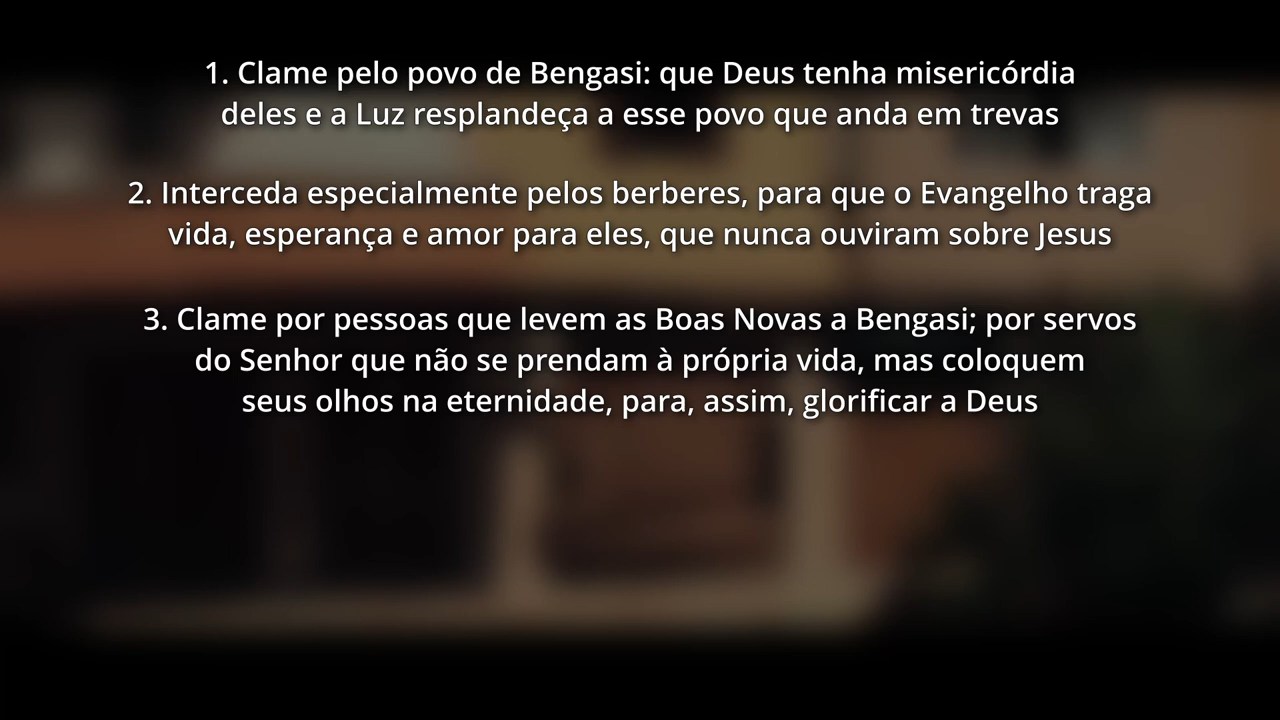 1. Clame pelo povo de Bengasi: que Deus tenha misericórdia
deles e a Luz resplandeça a esse povo que anda em trevas
2. Interceda especialmente pelos berberes, para que o Evangelho traga
vida, esperança e amor para eles, que nunca ouviram sobre Jesus
3. Clame por pessoas que levem as Boas Novas a Bengasi; por servos
do Senhor que não se prendam à própria vida, mas coloquem
seus olhos na eternidade, para, assim, glorificar a Deus